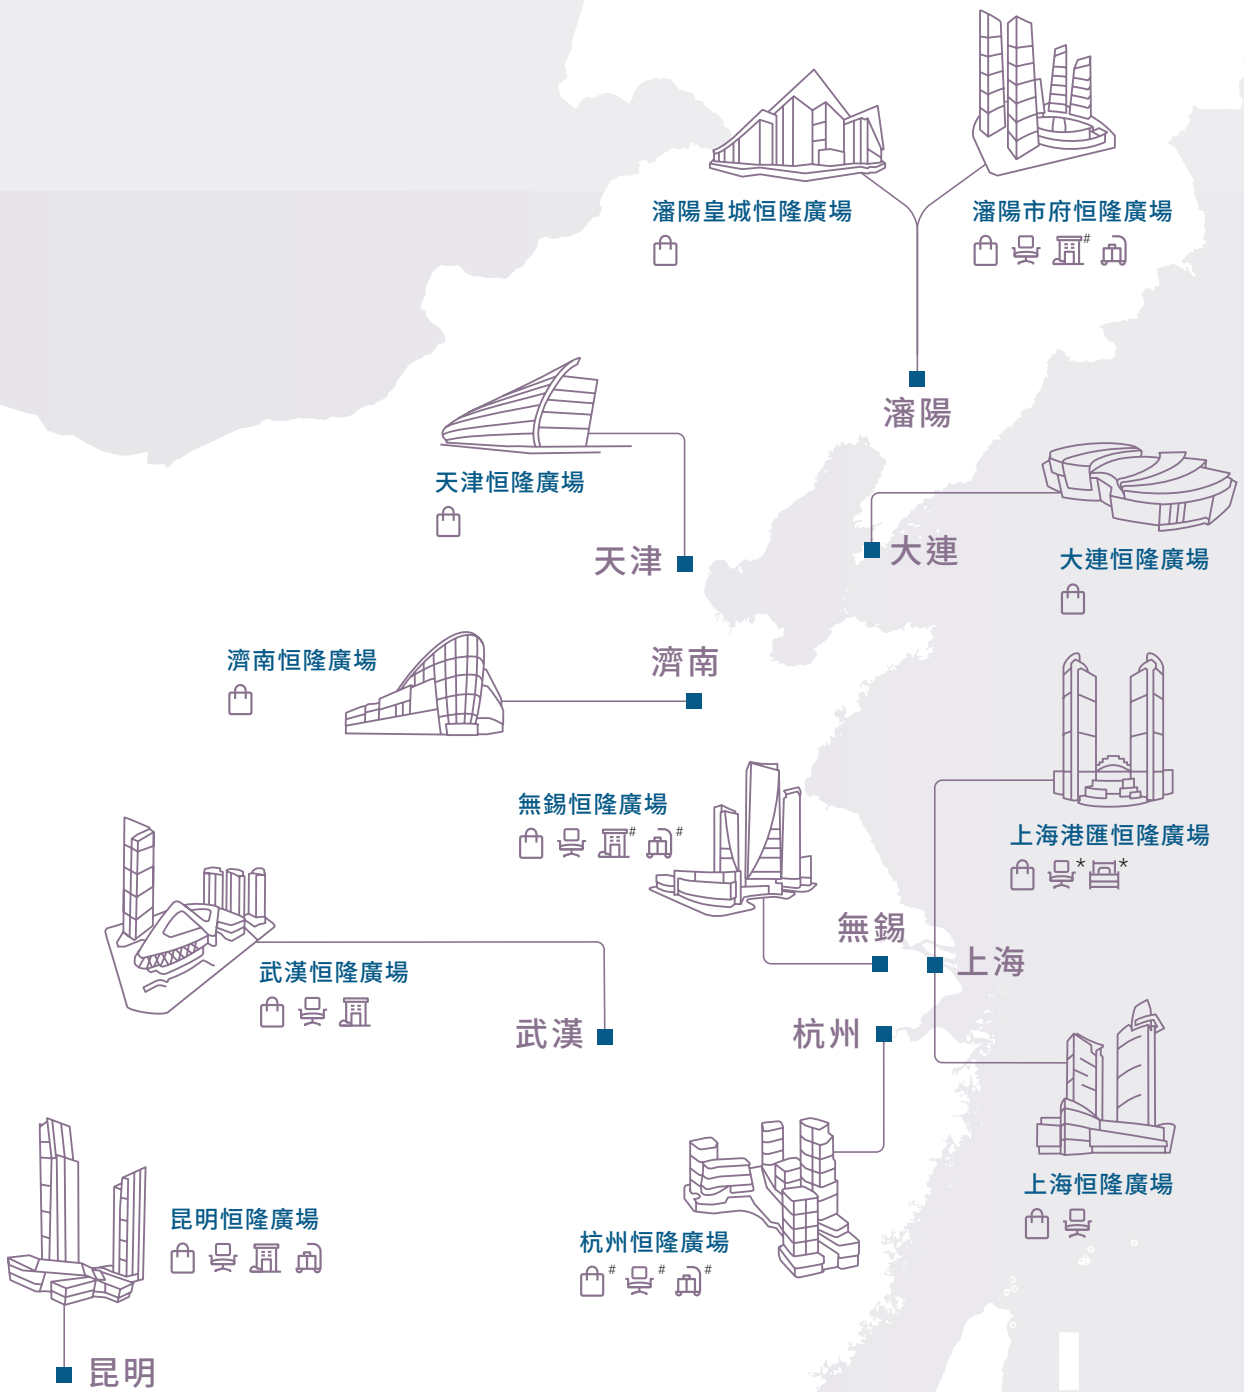 瀋陽皇城恒隆廣場
瀋陽市府恒隆廣場
#
瀋陽
天津恒隆廣場
天津
大連
大連恒隆廣場
濟南恒隆廣場
濟南
無錫恒隆廣場
# #
上海港匯恒隆廣場
* *
無錫
上海
武漢恒隆廣場
武漢
杭州
上海恒隆廣場
昆明恒隆廣場
杭州恒隆廣場
# # #
昆明